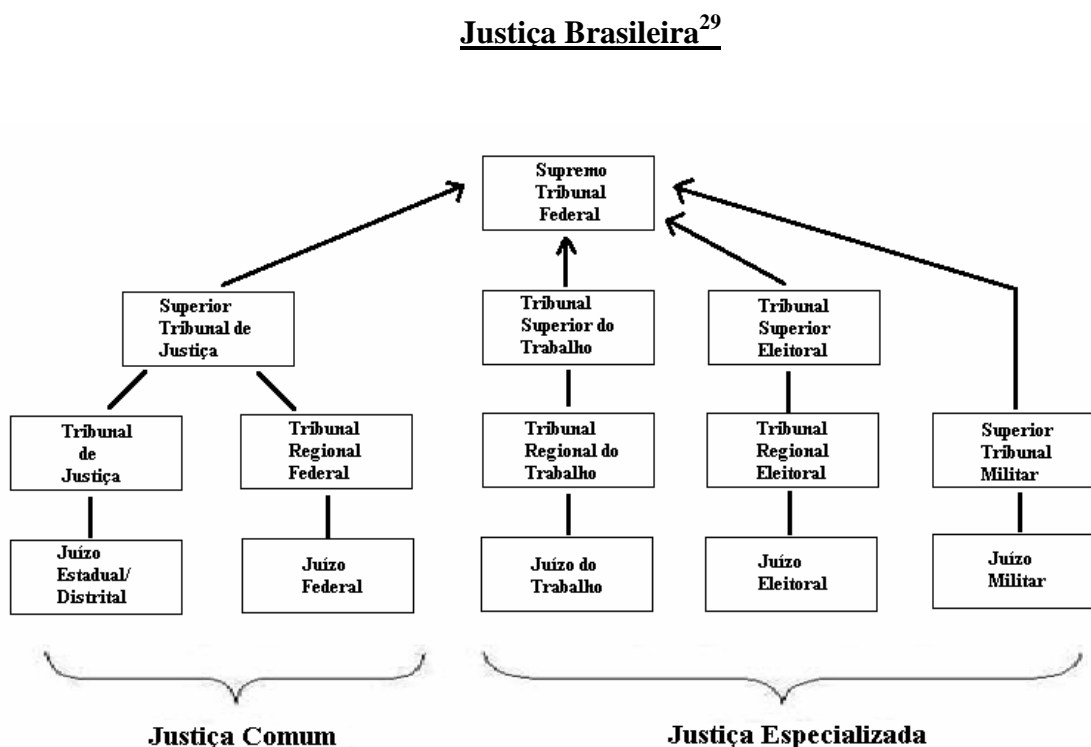 Justiça Brasileira29
Supremo
Tribunal
Federal
Superior
Tribunal de
Justiça
Tribunal
Superior do
Trabalho
Tribunal
Superior
Eleitoral
Tribunal
de
Justiça
Tribunal
Regional
Federal
Tribunal
Regional do
Trabalho
Tribunal
Regional
Eleitoral
Superior
Tribunal
Militar
Juízo
Estadual/
Distrital
Juízo
Federal
Juízo do
Trabalho
Juízo
Eleitoral
Juízo
Militar
Justiça Comum
Justiça Especializada